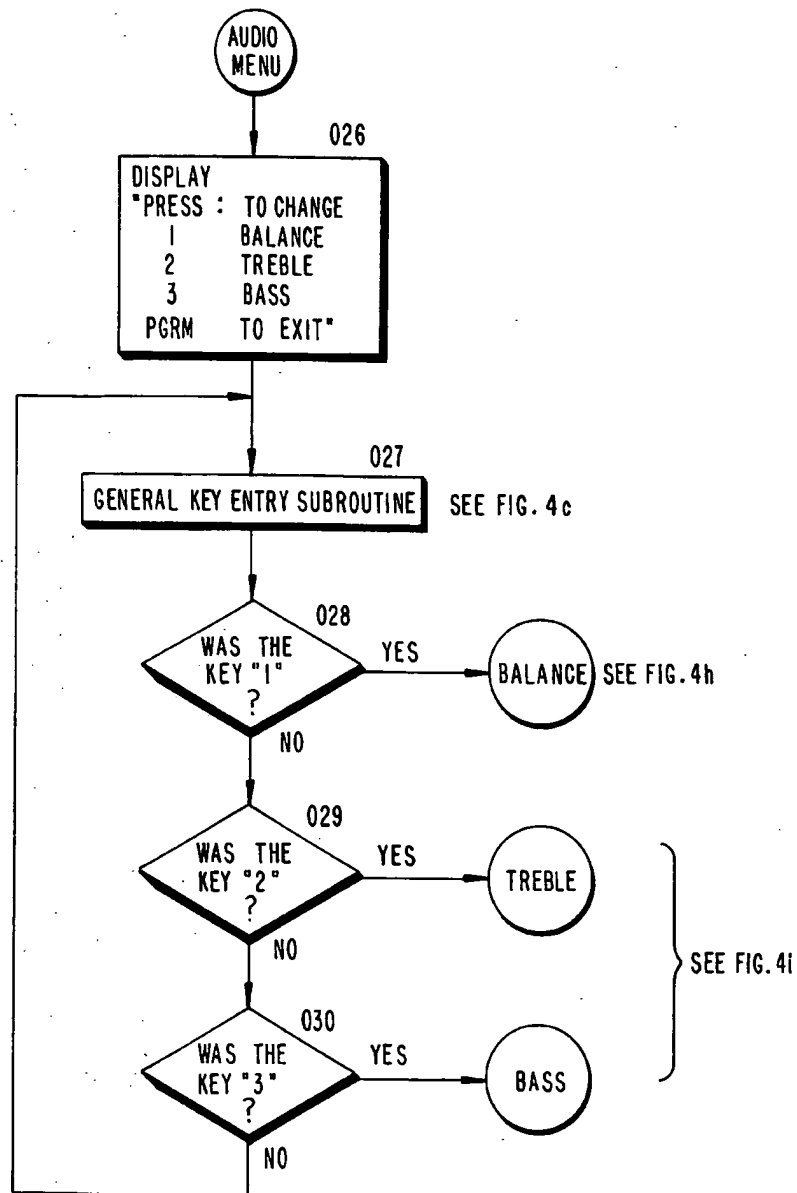 AUDIO
MENU
026
DISPLAY
"PRESS : TO CHANGE
1 BALANCE
2 TREBLE
3 BASS
PGRM TO EXIT"
027
GENERAL KEY ENTRY SUBROUTINE
SEE FIG. 4c
028
WAS THE
KEY "1"
?
YES
BALANCE
SEE FIG. 4h
NO
029
WAS THE
KEY "2"
?
YES
TREBLE
NO
SEE FIG. 4i
030
WAS THE
KEY "3"
?
YES
BASS
NO